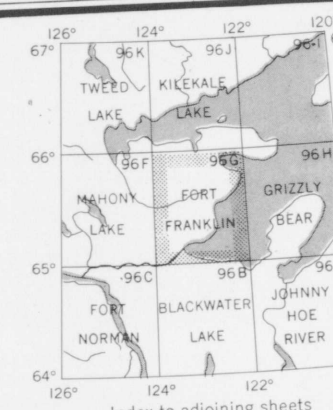 126° 124° 122° 120°
67°
96K 96J 96-I
TWEED KILEKALE
LAKE LAKE
66°
96F 96G 96H
MAHONY FORT GRIZZLY
LAKE FRANKLIN BEAR
65°
96C 96B 96
FORT BLACKWATER JOHNNY
NORMAN LAKE HOE
RIVER
64°
126° 124° 122°
Index to adjoining sheets